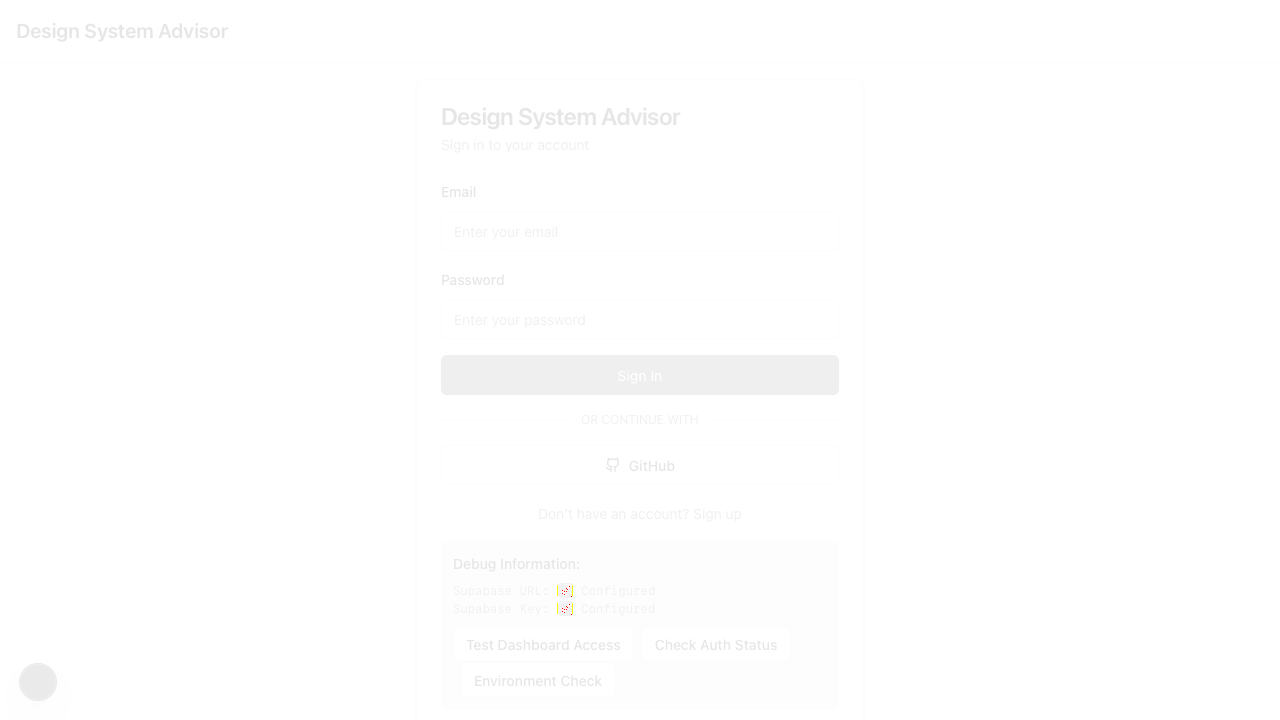 Design System Advisor
Design System Advisor
Sign in to your account
Email
Enter your email
Password
Enter your password
Sign In
OR CONTINUE WITH
GitHub
Don't have an account? Sign up
Debug Information:
Supabase URL: ✅ Configured
Supabase Key: ✅ Configured
Test Dashboard Access
Check Auth Status
Environment Check